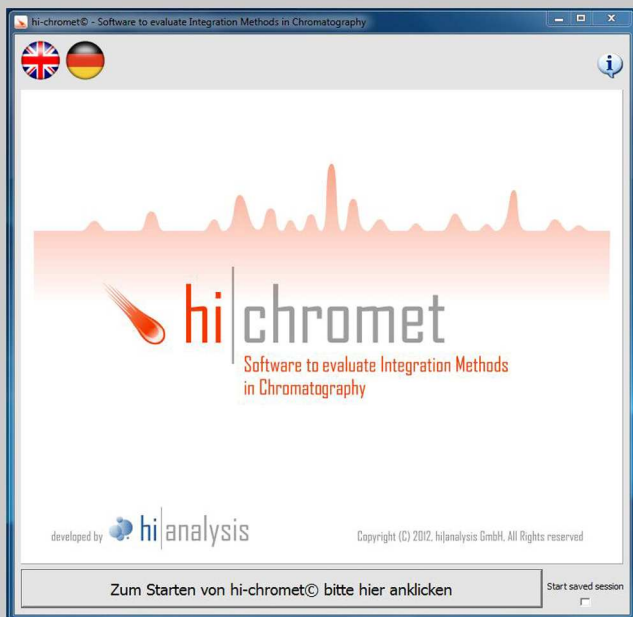 hi-chromet© - Software to evaluate Integration Methods in Chromatography
hi chromet
Software to evaluate Integration Methods
in Chromatography
developed by hi analysis
Copyright (C) 2012, hi|analysis GmbH, All Rights reserved
Zum Starten von hi-chromet© bitte hier anklicken
Start saved session